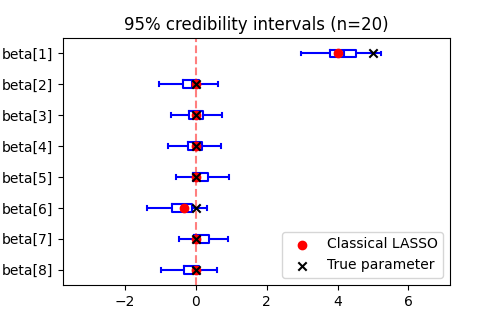 95% credibility intervals (n=20)
beta[1]
beta[2]
beta[3]
beta[4]
beta[5]
beta[6]
beta[7]
beta[8]
Classical LASSO
True parameter
−2 0 2 4 6